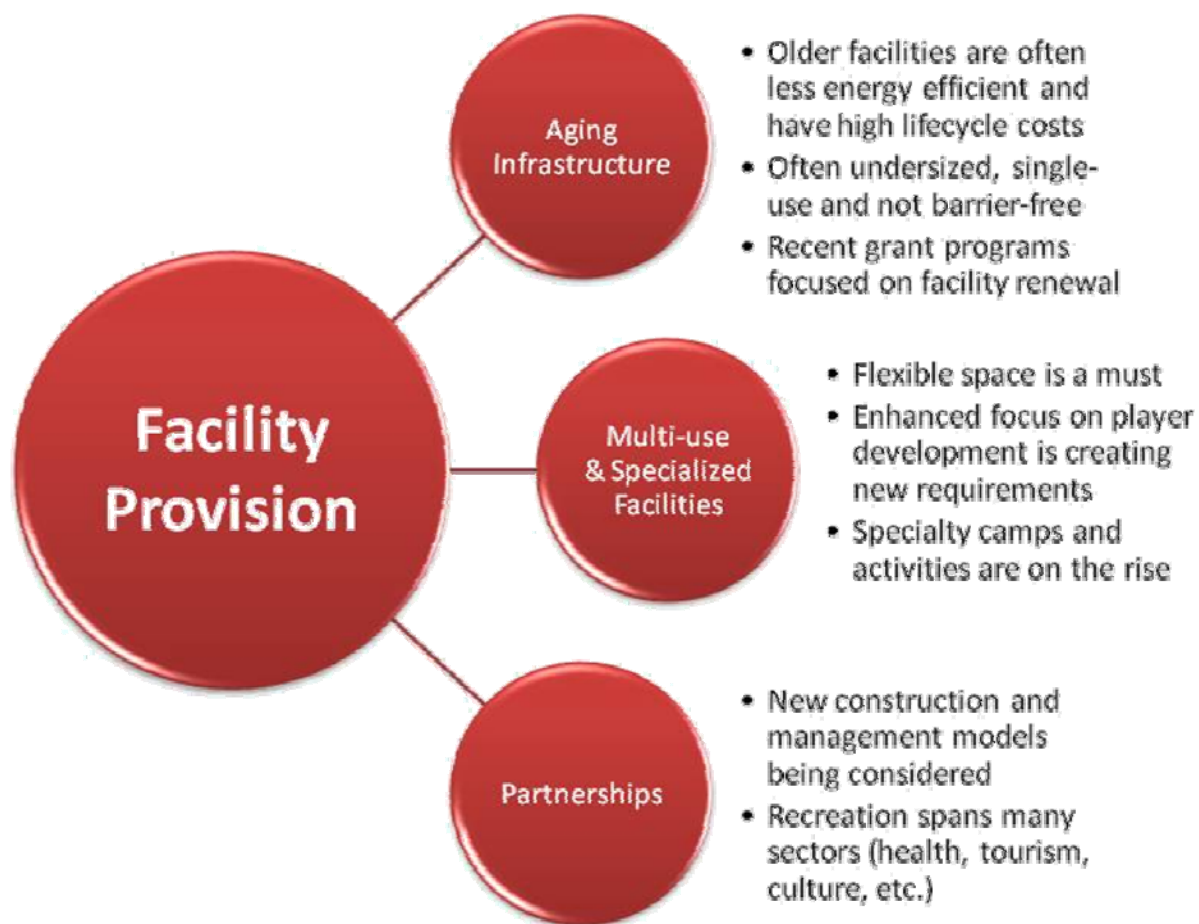 Facility
Provision
Aging
Infrastructure
• Older facilities are often
less energy efficient and
have high lifecycle costs
• Often undersized, single-
use and not barrier-free
• Recent grant programs
focused on facility renewal
Multi-use
& Specialized
Facilities
• Flexible space is a must
• Enhanced focus on player
development is creating
new requirements
• Specialty camps and
activities are on the rise
Partnerships
• New construction and
management models
being considered
• Recreation spans many
sectors (health, tourism,
culture, etc.)